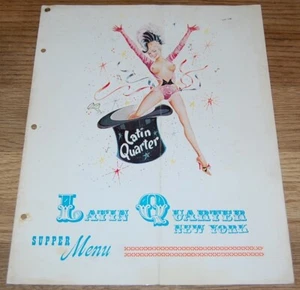 Latin
Quarter
LATIN QUARTER
NEW YORK
SUPPER Menu